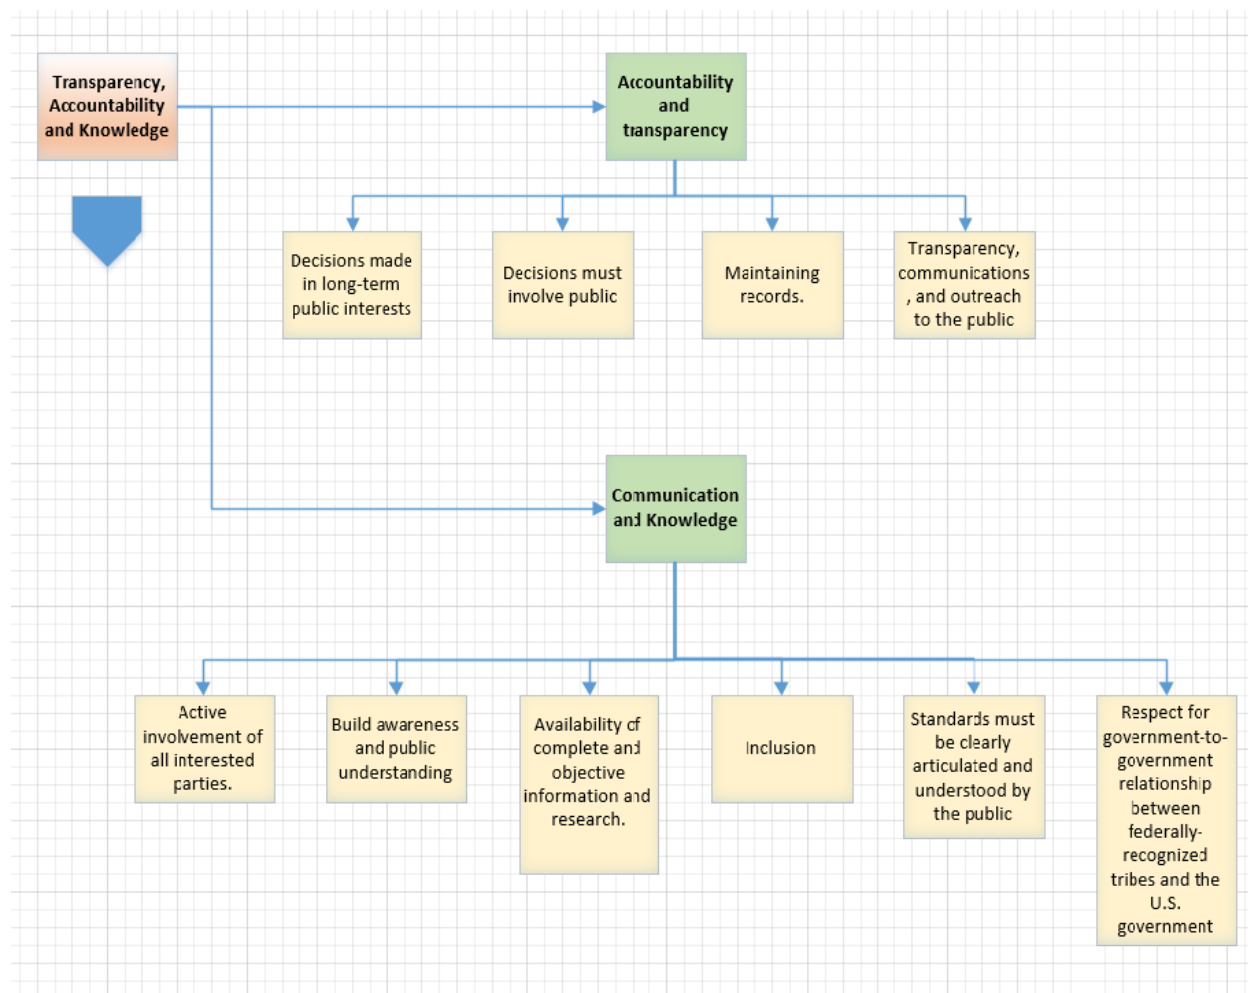 Transparency,
Accountability
and Knowledge
Accountability
and
transparency
Decisions made
in long-term
public interests
Decisions must
involve public
Maintaining
records.
Transparency,
communications
, and outreach
to the public
Communication
and Knowledge
Active
involvement of
all interested
parties.
Build awareness
and public
understanding
Availability of
complete and
objective
information and
research.
Inclusion
Standards must
be clearly
articulated and
understood by
the public
Respect for
government-to-
government
relationship
between
federally-
recognized
tribes and the
U.S.
government